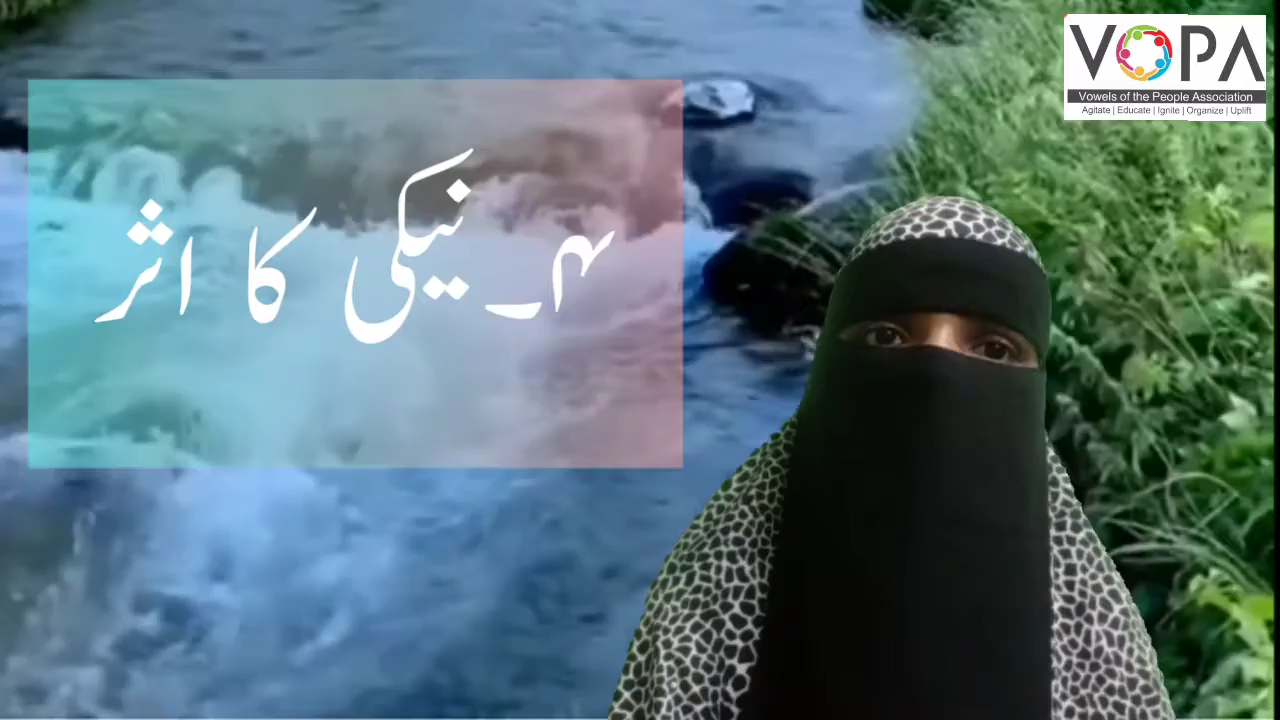 ۴۔ نیکی کا اثر
VOPA
Vowels of the People Association
Agitate | Educate | Ignite | Organize | Uplift